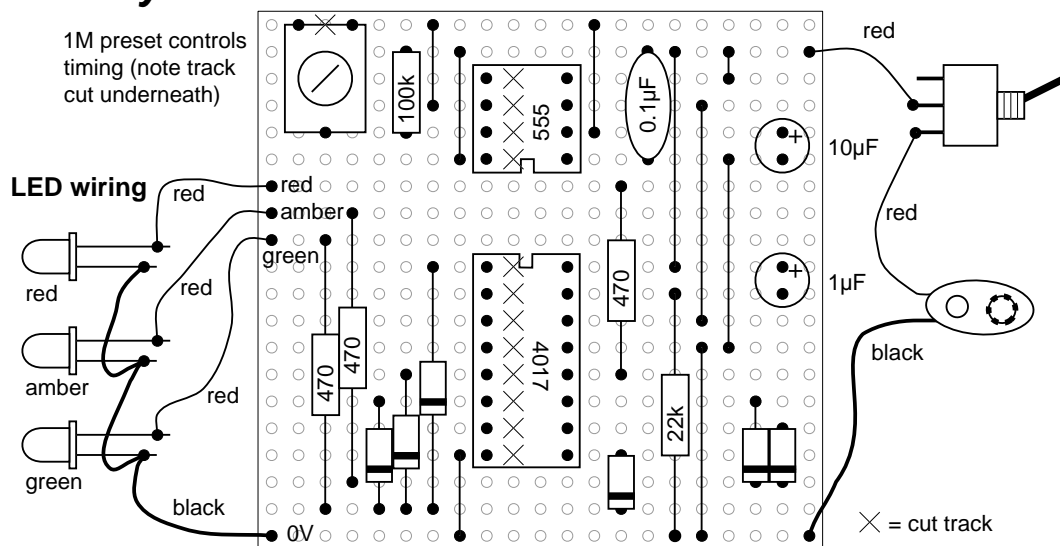 1M preset controls
timing (note track
cut underneath)
100k
555
0.1µF
+
10µF
red
red
LED wiring
red
red
amber
green
red
red
amber
red
green
black
0V
470
470
4017
470
22k
+
1µF
black
= cut track